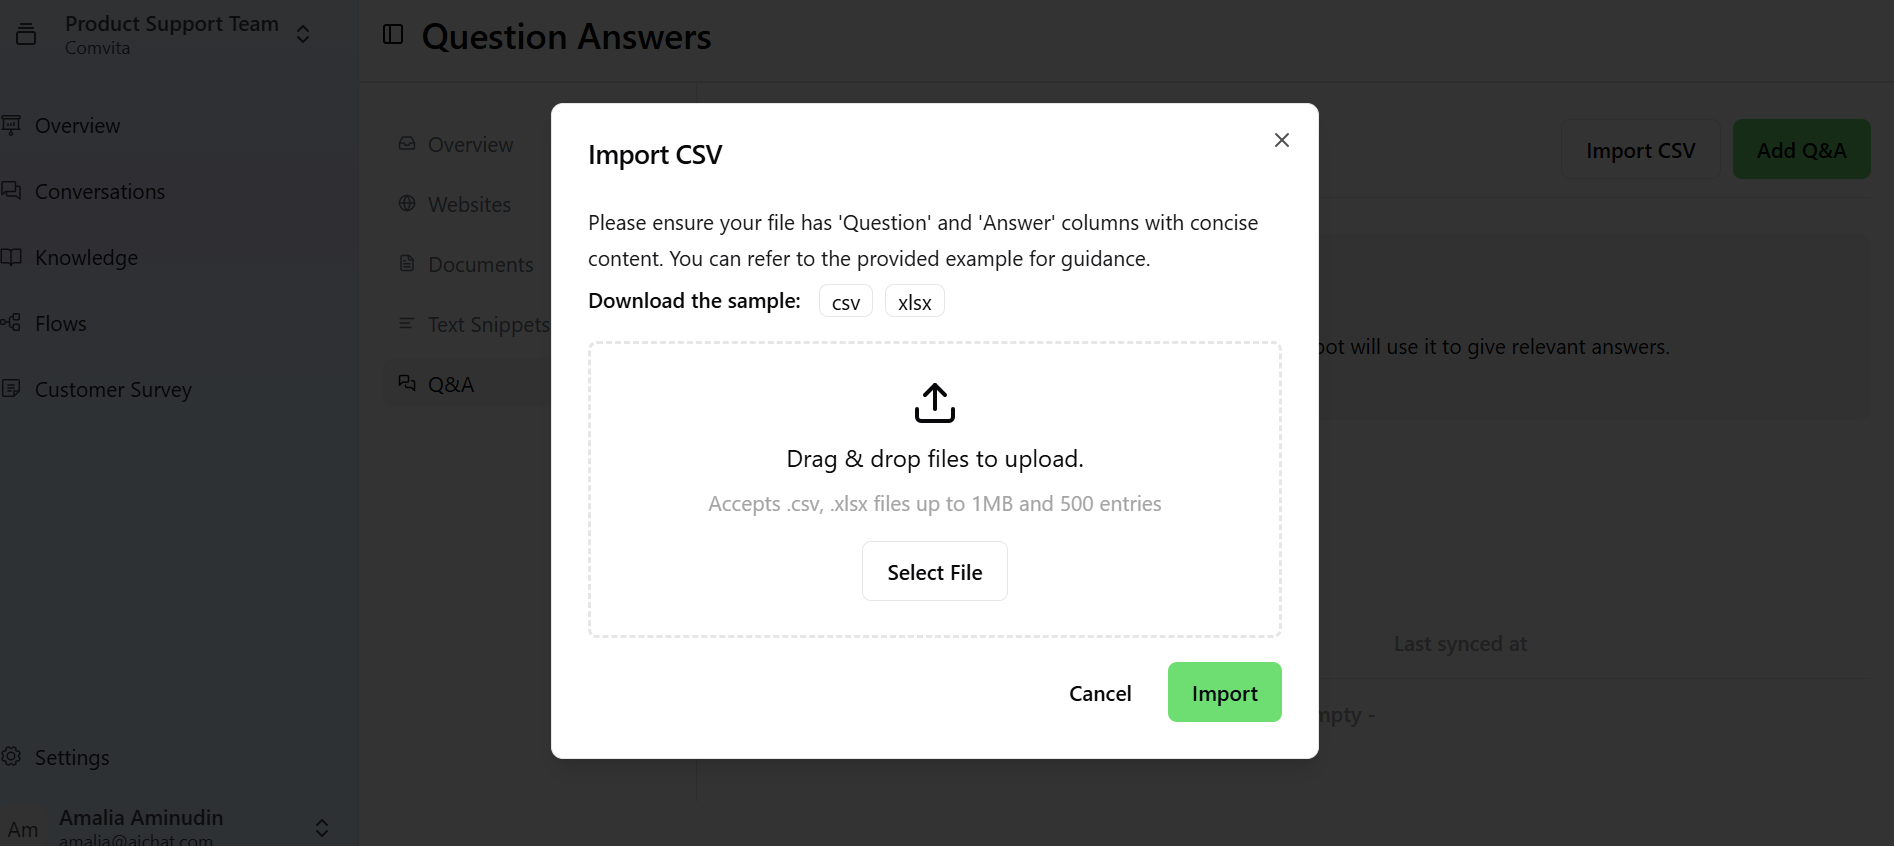 Product Support Team
Comvita
Overview
Conversations
Knowledge
Flows
Customer Survey
Settings
Am
Amalia Aminudin
amalia@aichat.com
Question Answers
Overview
Websites
Documents
Text Snippets
Q&A
Import CSV
Add Q&A
bot will use it to give relevant answers.
Last synced at
mpty -
Import CSV
Please ensure your file has 'Question' and 'Answer' columns with concise
content. You can refer to the provided example for guidance.
Download the sample: csv xlsx
Drag & drop files to upload.
Accepts .csv, .xlsx files up to 1MB and 500 entries
Select File
Cancel
Import